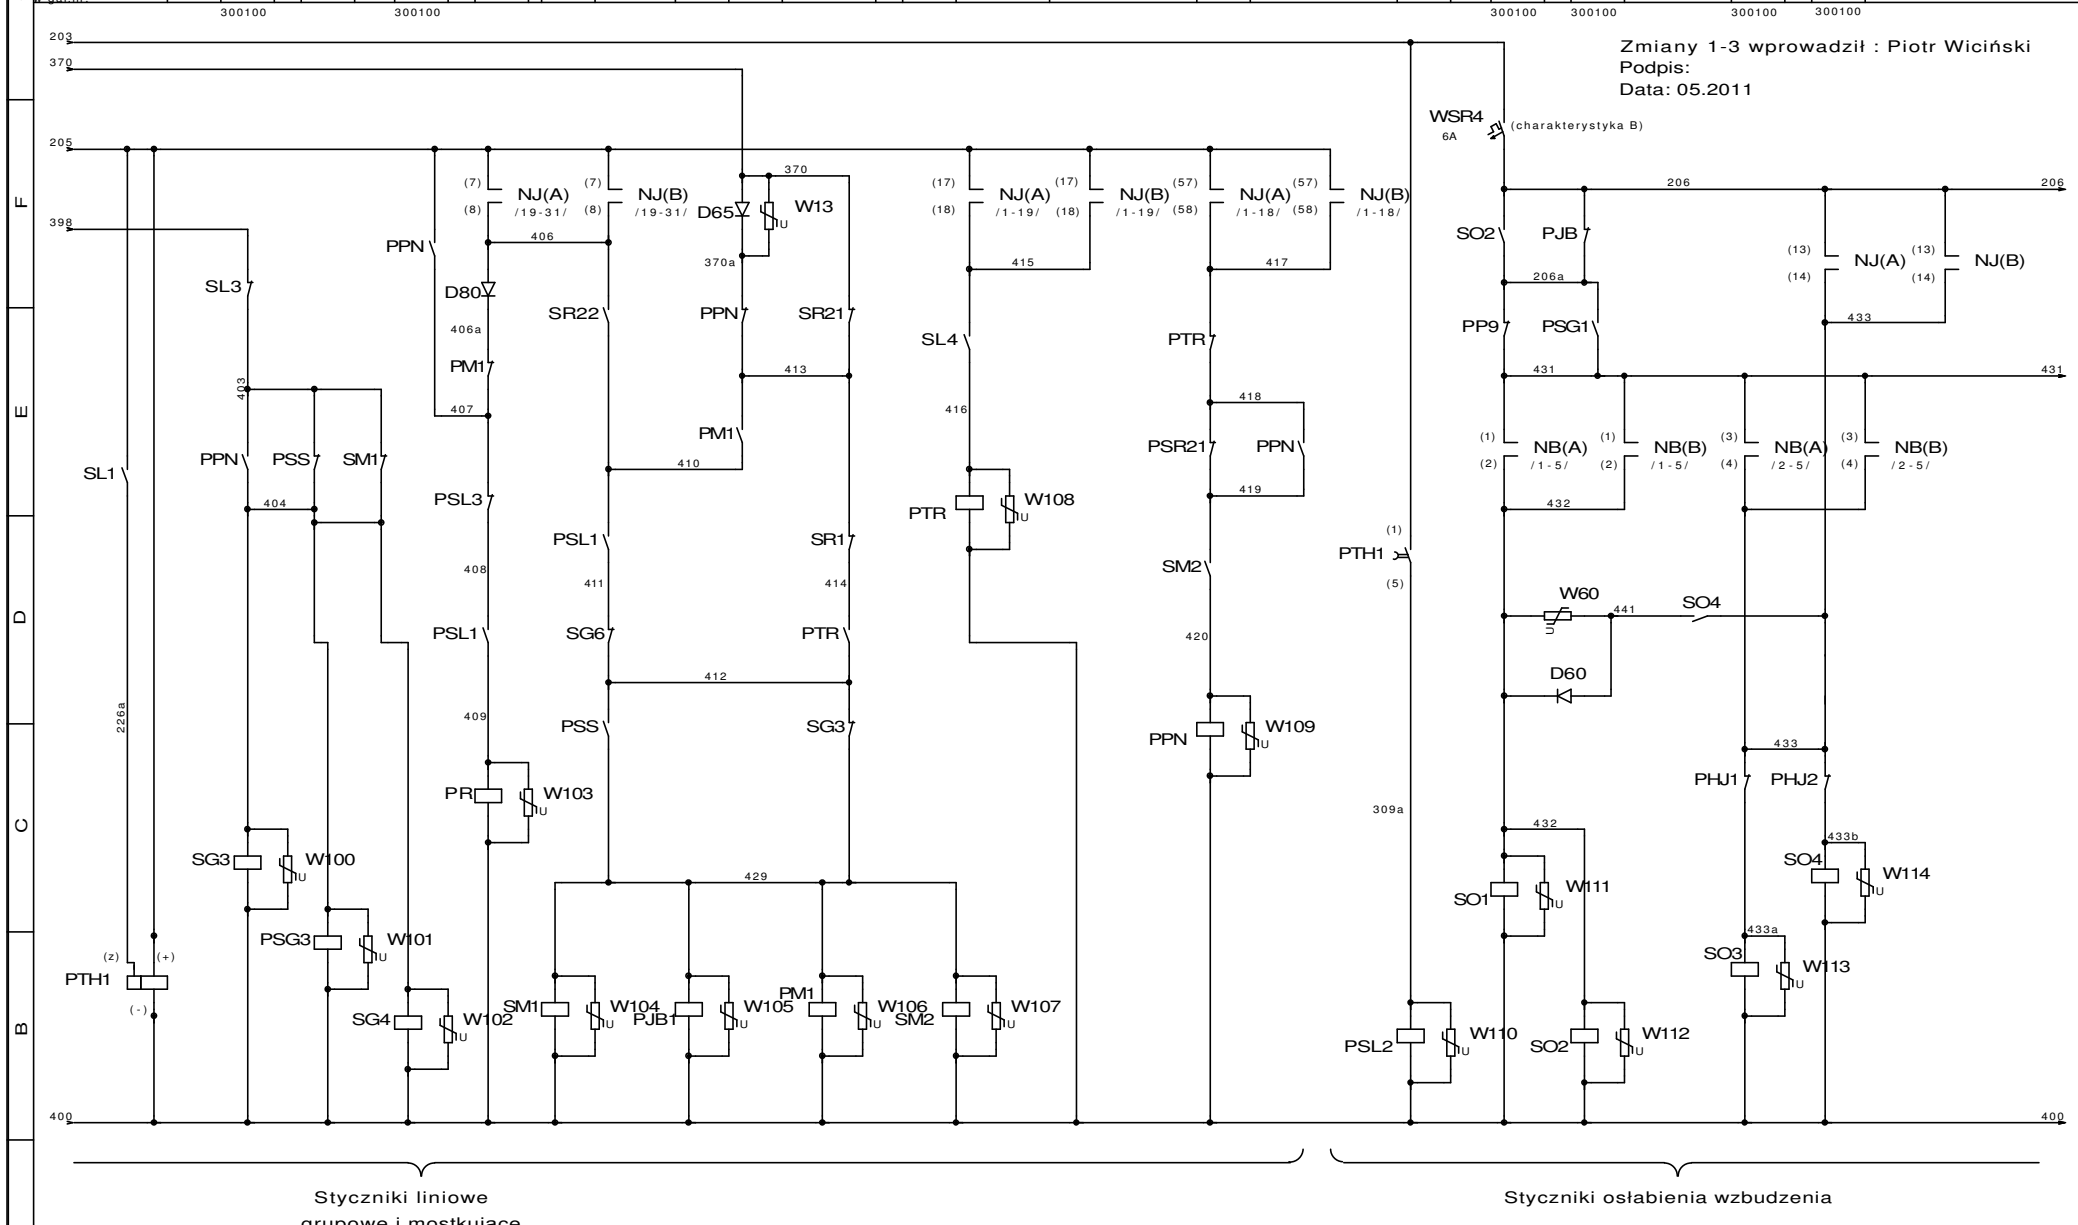 300100
300100
300100
300100
300100
300100
203
370
Zmiany 1-3 wprowadził : Piotr Wiciński
Podpis:
Data: 05.2011
WSR4
6A
(charakterystyka B)
205
F
370
206
206
(7)
NJ(A)
(8)
/19-31/
(7)
NJ(B)
(8)
/19-31/
D65
W13
U
(17)
NJ(A)
(18)
/1-19/
(17)
NJ(B)
(18)
/1-19/
(57)
NJ(A)
(58)
/1-18/
(57)
NJ(B)
(58)
/1-18/
398
PPN
406
370a
415
417
SO2
PJB
206a
(13)
NJ(A)
(14)
(13)
NJ(B)
(14)
SL3
D80
406a
SR22
PPN
SR21
SL4
PTR
PP9
PSG1
433
E
403
PM1
407
413
416
418
431
431
SL1
PPN
PSS
SM1
PM1
410
PSR21
PPN
(1)
NB(A)
(2)
/1-5/
(1)
NB(B)
(2)
/1-5/
(3)
NB(A)
(4)
/2-5/
(3)
NB(B)
(4)
/2-5/
404
PSL3
PTR
W108
U
419
432
D
408
PSL1
411
SR1
414
SM2
(1)
PTH1
(5)
W60
U
441
SO4
PSL1
SG6
PTR
420
412
D60
226a
409
PSS
SG3
PPN
W109
U
433
C
PR
W103
U
309a
PHJ1
PHJ2
SG3
W100
U
432
433b
SO4
W114
U
429
SO1
W111
U
B
PSG3
W101
U
433a
SO3
W113
U
(z)
(+)
PTH1
(-)
SG4
W102
U
SM1
W104
U
PJB1
W105
U
PM1
W106
U
SM2
W107
U
PSL2
W110
U
SO2
W112
U
400
400
Styczniki liniowe
grupowe i mostkujące
Styczniki osłabienia wzbudzenia